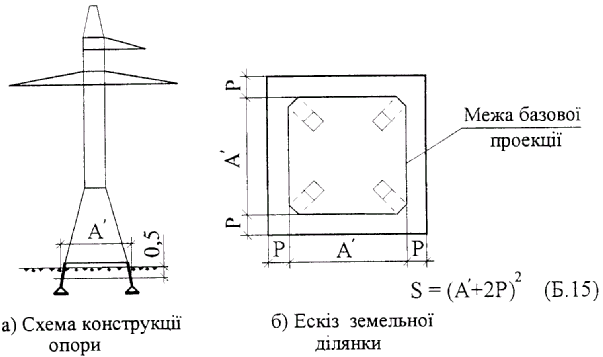 A′
0,5
а) Схема конструкції
опори
P
A′
P
P
A′
P
Межа базової
проекції
S = (A′+2P)² (Б.15)
б) Ескіз земельної
ділянки